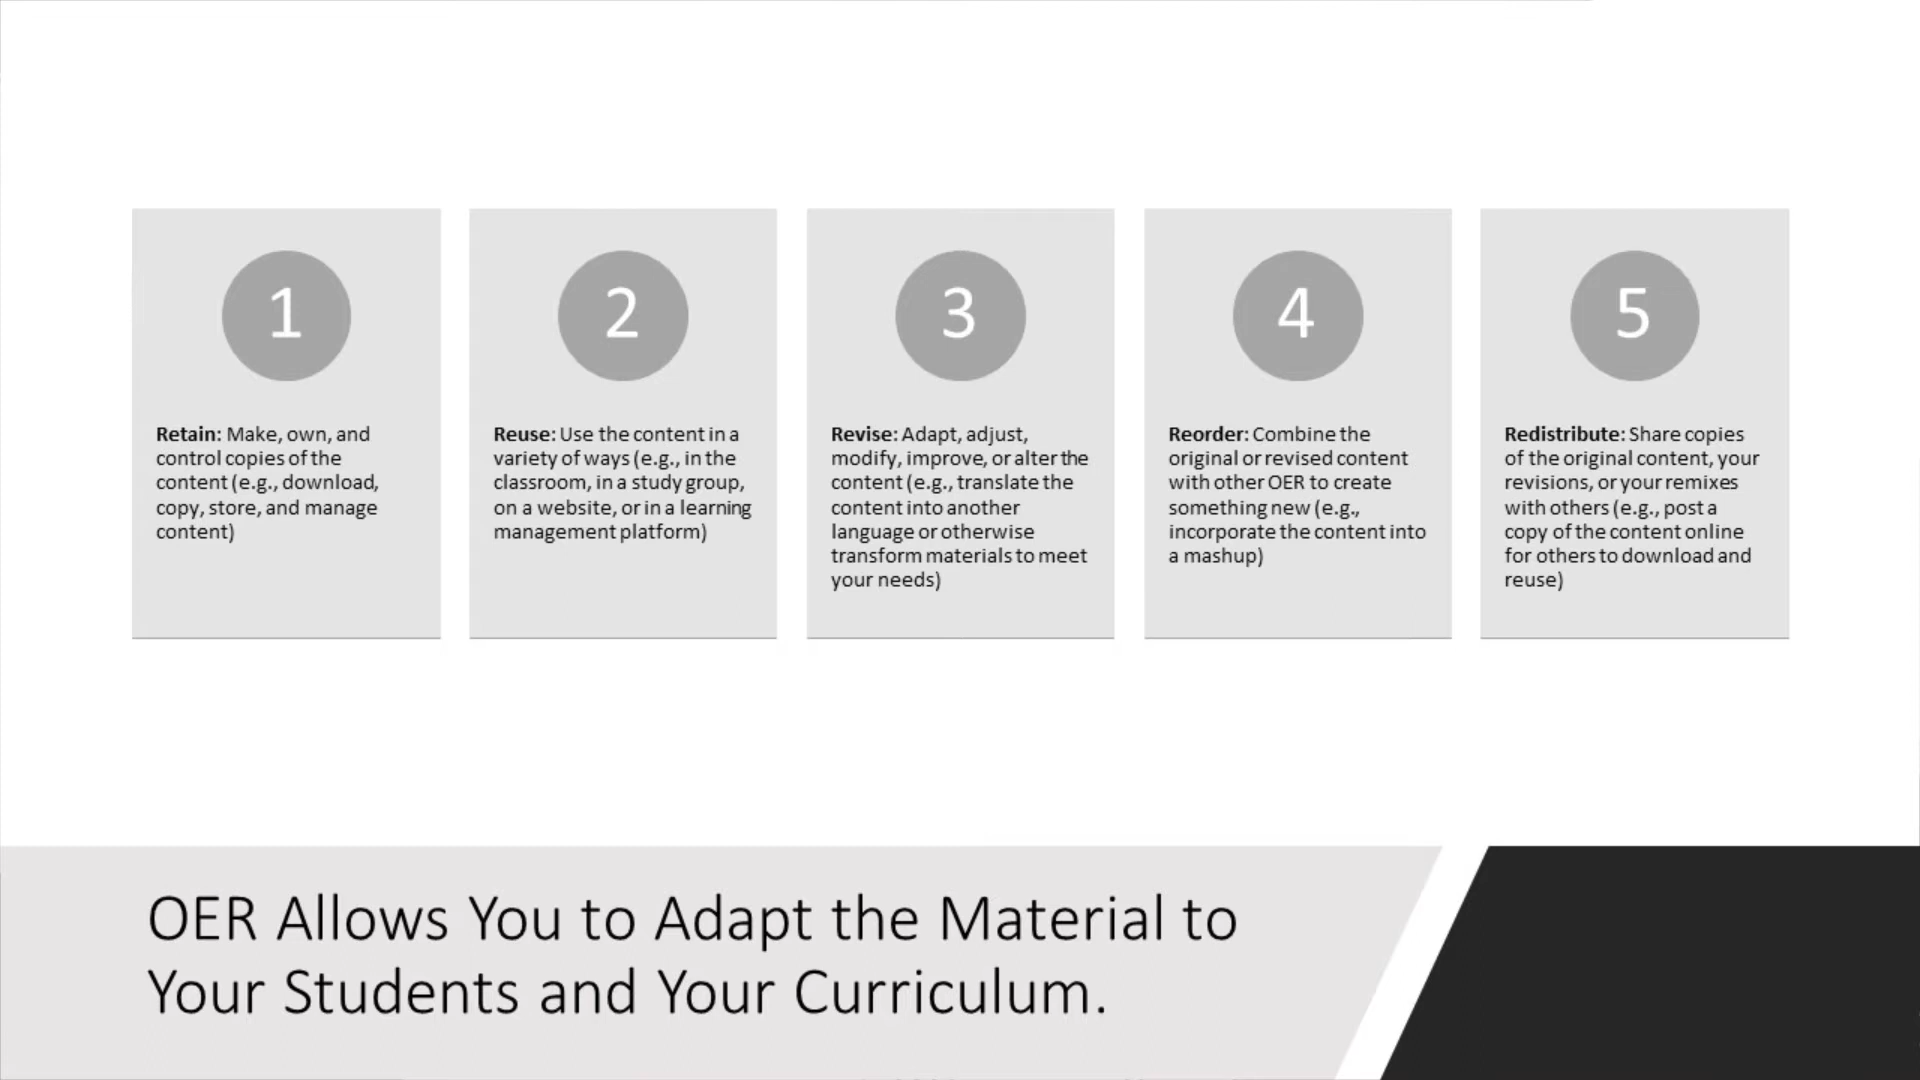 1
Retain: Make, own, and
control copies of the
content (e.g., download,
copy, store, and manage
content)
2
Reuse: Use the content in a
variety of ways (e.g., in the
classroom, in a study group,
on a website, or in a learning
management platform)
3
Revise: Adapt, adjust,
modify, improve, or alter the
content (e.g., translate the
content into another
language or otherwise
transform materials to meet
your needs)
4
Reorder: Combine the
original or revised content
with other OER to create
something new (e.g.,
incorporate the content into
a mashup)
5
Redistribute: Share copies
of the original content, your
revisions, or your remixes
with others (e.g., post a
copy of the content online
for others to download and
reuse)
OER Allows You to Adapt the Material to
Your Students and Your Curriculum.